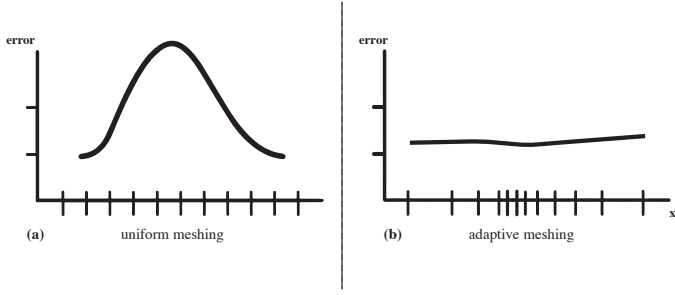 error
(a) uniform meshing
error
x
(b) adaptive meshing